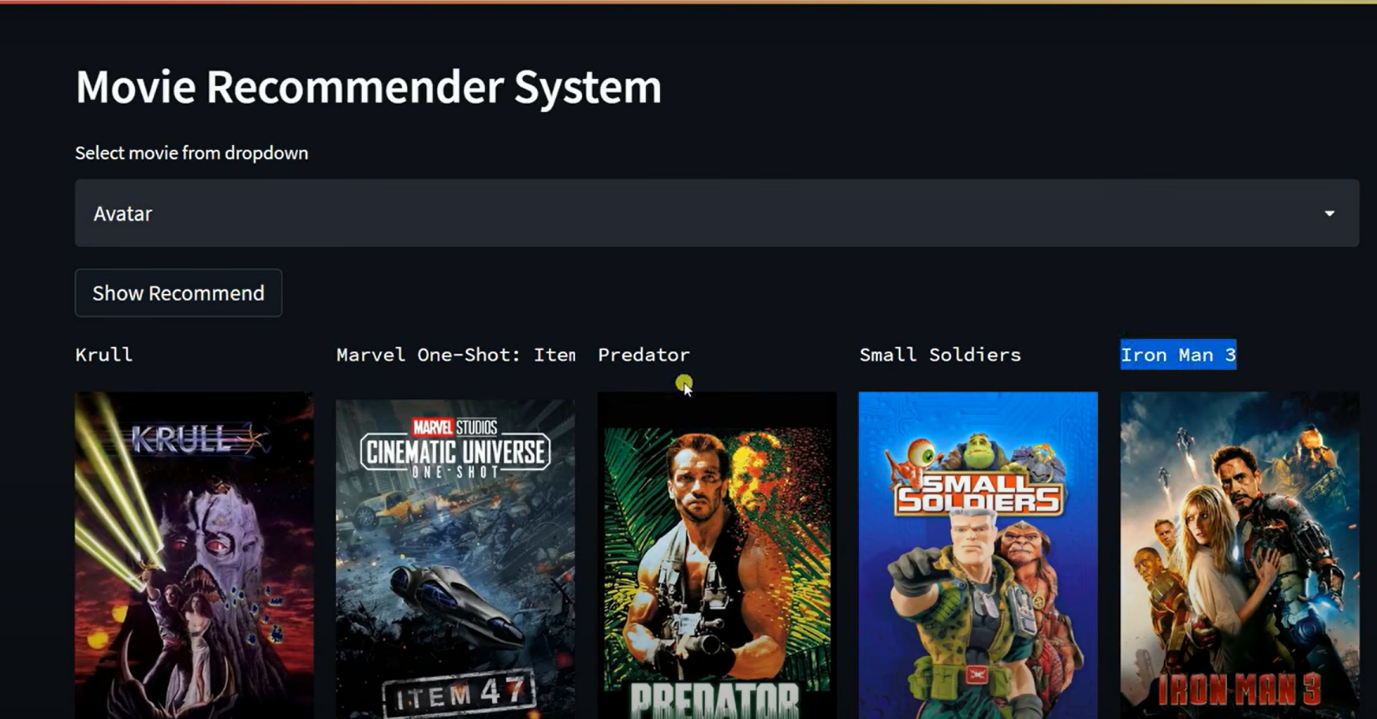 Movie Recommender System
Select movie from dropdown
Avatar
Show Recommend
Krull
Marvel One-Shot: Item
Predator
Small Soldiers
Iron Man 3
KRULL
MARVEL STUDIOS
CINEMATIC UNIVERSE
ONE-SHOT
ITEM 47
PREDATOR
SMALL
SOLDIERS
IRON MAN 3